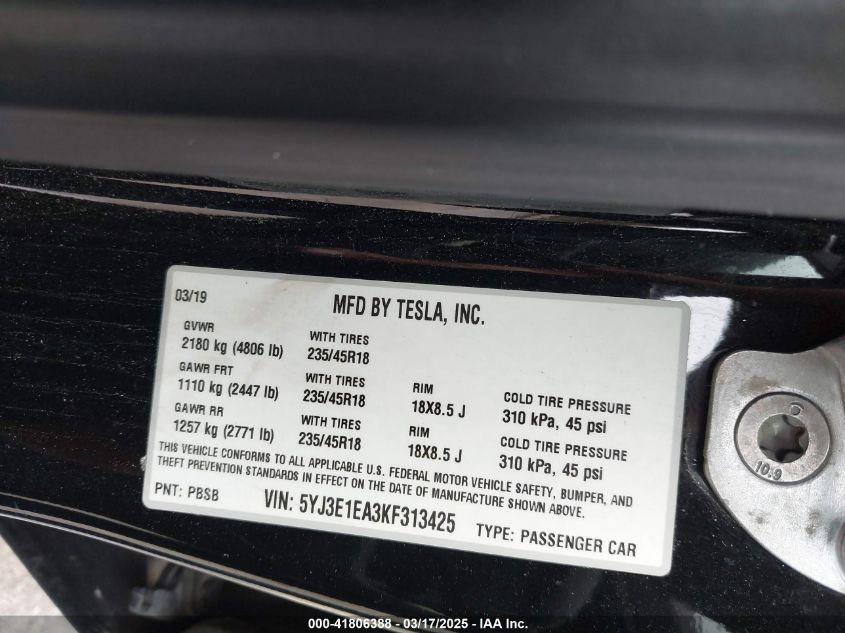 03/19
MFD BY TESLA, INC.
GVWR
2180 kg (4806 lb)
WITH TIRES
235/45R18
GAWR FRT
1110 kg (2447 lb)
WITH TIRES
235/45R18
RIM
18X8.5 J
COLD TIRE PRESSURE
310 kPa, 45 psi
GAWR RR
1257 kg (2771 lb)
WITH TIRES
235/45R18
RIM
18X8.5 J
COLD TIRE PRESSURE
310 kPa, 45 psi
THIS VEHICLE CONFORMS TO ALL APPLICABLE U.S. FEDERAL MOTOR VEHICLE SAFETY, BUMPER, AND
THEFT PREVENTION STANDARDS IN EFFECT ON THE DATE OF MANUFACTURE SHOWN ABOVE.
PNT: PBSB
VIN: 5YJ3E1EA3KF313425
TYPE: PASSENGER CAR
10.9
000-41806388 - 03/17/2025 - IAA Inc.